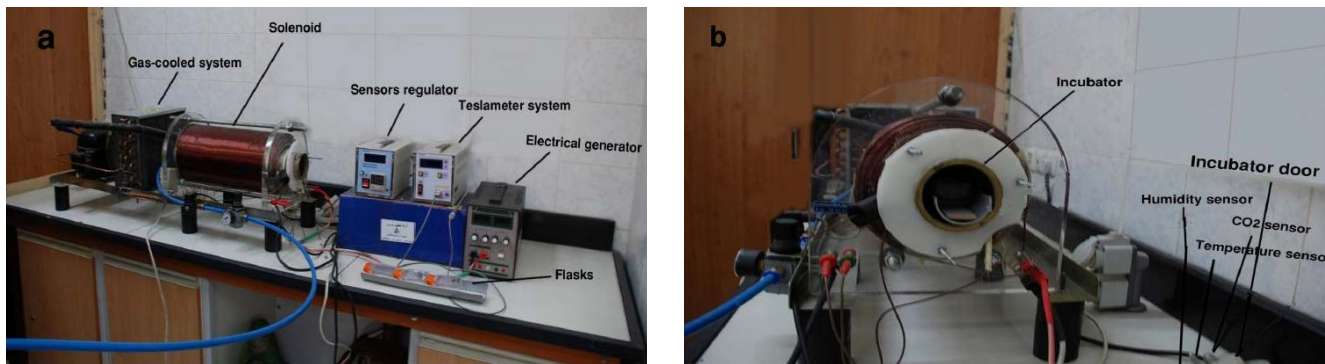 a
Solenoid
Gas-cooled system
Sensors regulator
Teslameter system
Electrical generator
Flasks
b
Incubator
Incubator door
Humidity sensor
CO2 sensor
Temperature sensor